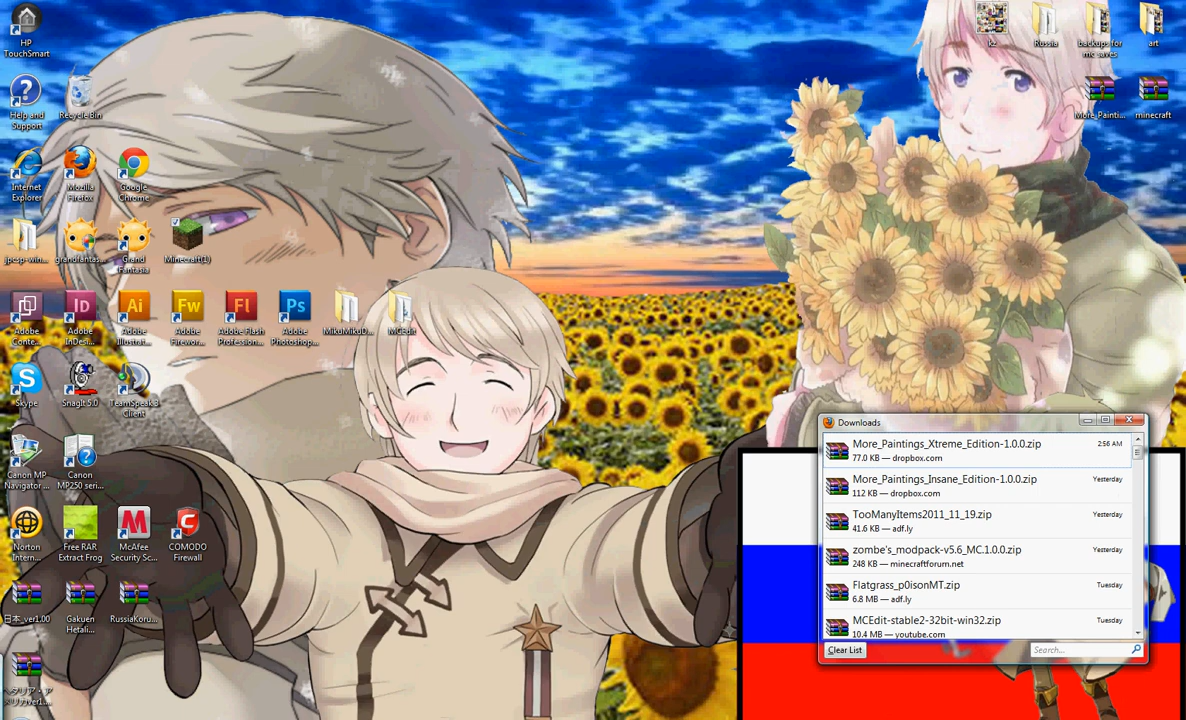 HP
TouchSmart
Help and
Support
Recycle Bin
Internet
Explorer
Mozilla
Firefox
Google
Chrome
jpcsp-win...
grandfantas...
Grand
Fantasia
Minecraft(1)
Adobe
Conte...
Adobe
InDesi...
Adobe
Illustrat...
Adobe
Firewor...
Adobe Flash
Profession...
Adobe
Photoshop...
MikuMikuD...
MCedit
Skype
SnagIt 5.0
TeamSpeak 3
Client
Canon MP
Navigator ...
Canon
MP250 seri...
Norton
Intern...
Free RAR
Extract Frog
McAfee
Security Sc...
COMODO
Firewall
日本_ver1.00
Gakuen
Hetali...
RussiaKoru...
kz
Russia
backups for
mc saves
art
More_Painti...
minecraft
Downloads
More_Paintings_Xtreme_Edition-1.0.0.zip
2:56 AM
77.0 KB — dropbox.com
More_Paintings_Insane_Edition-1.0.0.zip
Yesterday
112 KB — dropbox.com
TooManyItems2011_11_19.zip
Yesterday
41.6 KB — adf.ly
zombe's_modpack-v5.6_MC.1.0.0.zip
Yesterday
248 KB — minecraftforum.net
Flatgrass_p0isonMT.zip
Tuesday
6.8 MB — adf.ly
MCEdit-stable2-32bit-win32.zip
Tuesday
10.4 MB — youtube.com
Clear List
Search...